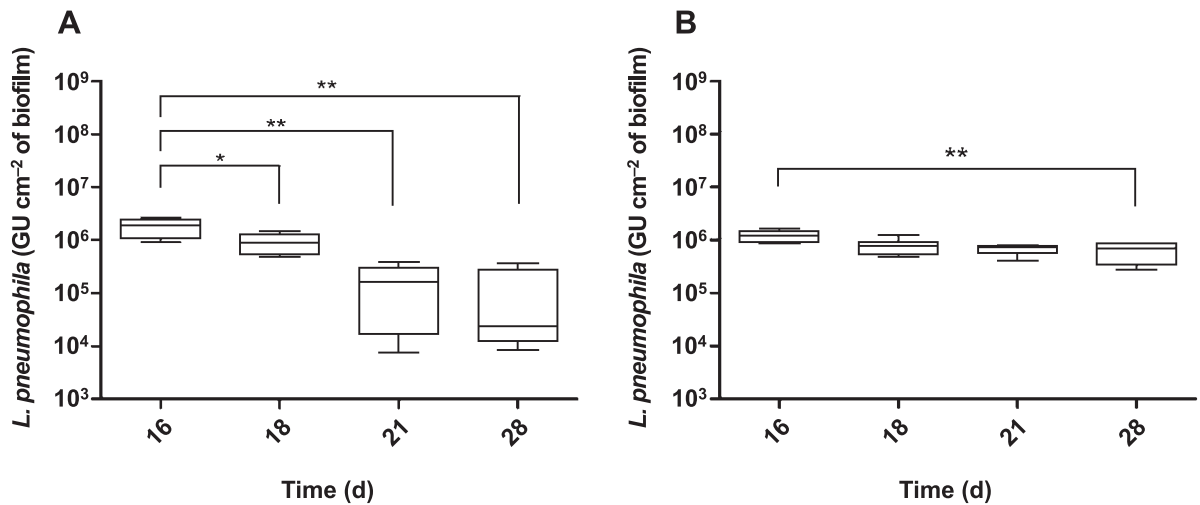 A
L. pneumophila (GU cm⁻² of biofilm)
10⁹
10⁸
10⁷
10⁶
10⁵
10⁴
10³
**
**
*
16 18 21 28
Time (d)
B
L. pneumophila (GU cm⁻² of biofilm)
10⁹
10⁸
10⁷
10⁶
10⁵
10⁴
10³
**
16 18 21 28
Time (d)